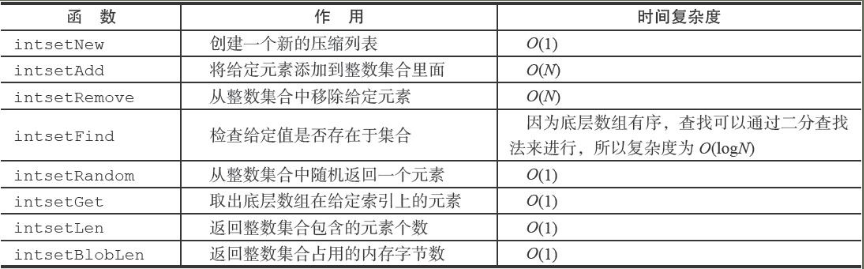 函 数 作 用 时间复杂度
intsetNew 创建一个新的压缩列表 O(1)
intsetAdd 将给定元素添加到整数集合里面 O(N)
intsetRemove 从整数集合中移除给定元素 O(N)
intsetFind 检查给定值是否存在于集合 因为底层数组有序，查找可以通过二分查找
法来进行，所以复杂度为 O(logN)
intsetRandom 从整数集合中随机返回一个元素 O(1)
intsetGet 取出底层数组在给定索引上的元素 O(1)
intsetLen 返回整数集合包含的元素个数 O(1)
intsetBlobLen 返回整数集合占用的内存字节数 O(1)